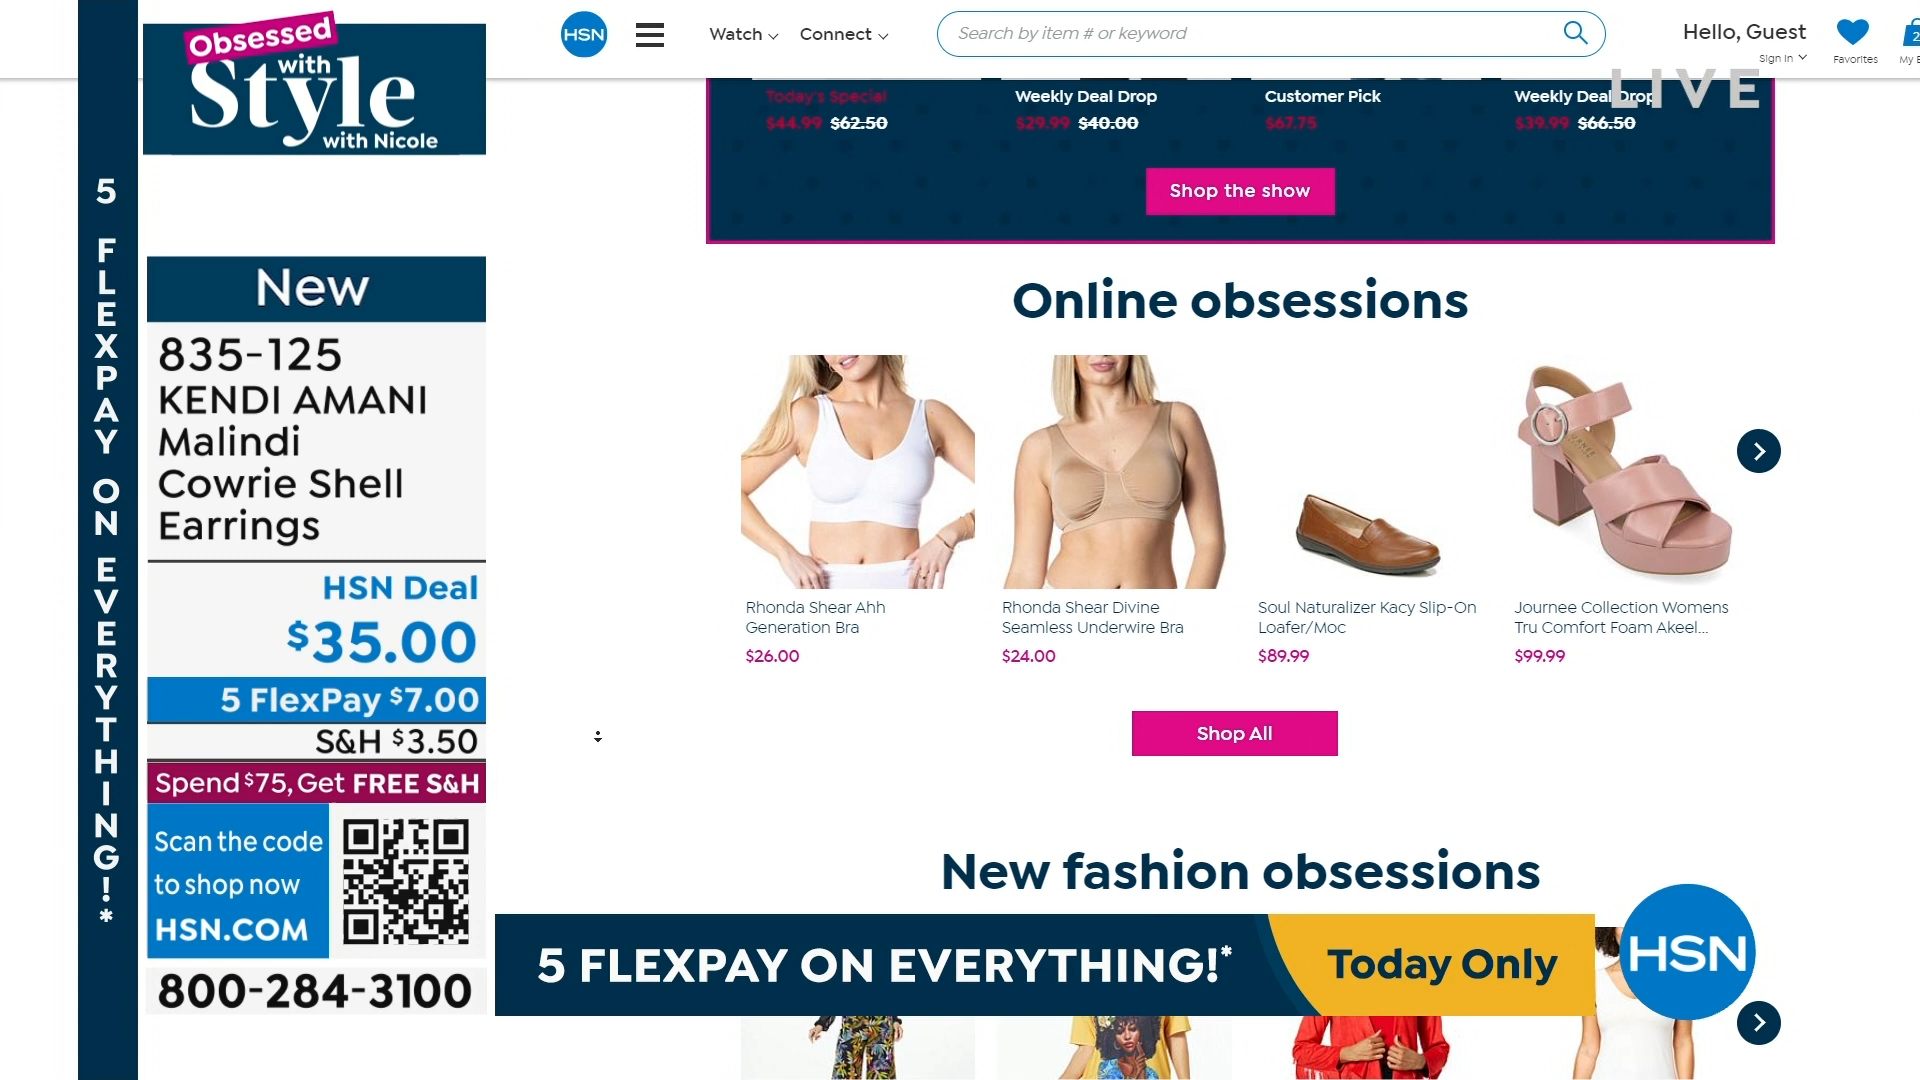 5 FLEXPAY ON EVERYTHING!*
Obsessed
with
Style
with Nicole
New
835-125
KENDI AMANI
Malindi
Cowrie Shell
Earrings
HSN Deal
$35.00
5 FlexPay $7.00
S&H $3.50
Spend $75, Get FREE S&H
Scan the code
to shop now
HSN.COM
800-284-3100
HSN
Watch
Connect
Search by item # or keyword
Hello, Guest
Sign In
Favorites
2
My
LIVE
Today's Special
$44.99 $62.50
Weekly Deal Drop
$29.99 $40.00
Customer Pick
$67.75
Weekly Deal Drop
$39.99 $66.50
Shop the show
Online obsessions
Rhonda Shear Ahh
Generation Bra
$26.00
Rhonda Shear Divine
Seamless Underwire Bra
$24.00
Soul Naturalizer Kacy Slip-On
Loafer/Moc
$89.99
Journee Collection Womens
Tru Comfort Foam Akeel...
$99.99
Shop All
New fashion obsessions
5 FLEXPAY ON EVERYTHING!*
Today Only
HSN